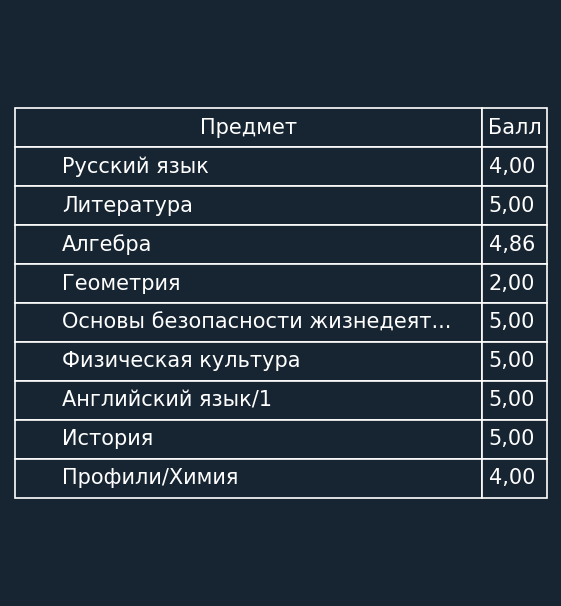 Предмет Балл
Русский язык 4,00
Литература 5,00
Алгебра 4,86
Геометрия 2,00
Основы безопасности жизнедеят... 5,00
Физическая культура 5,00
Английский язык/1 5,00
История 5,00
Профили/Химия 4,00